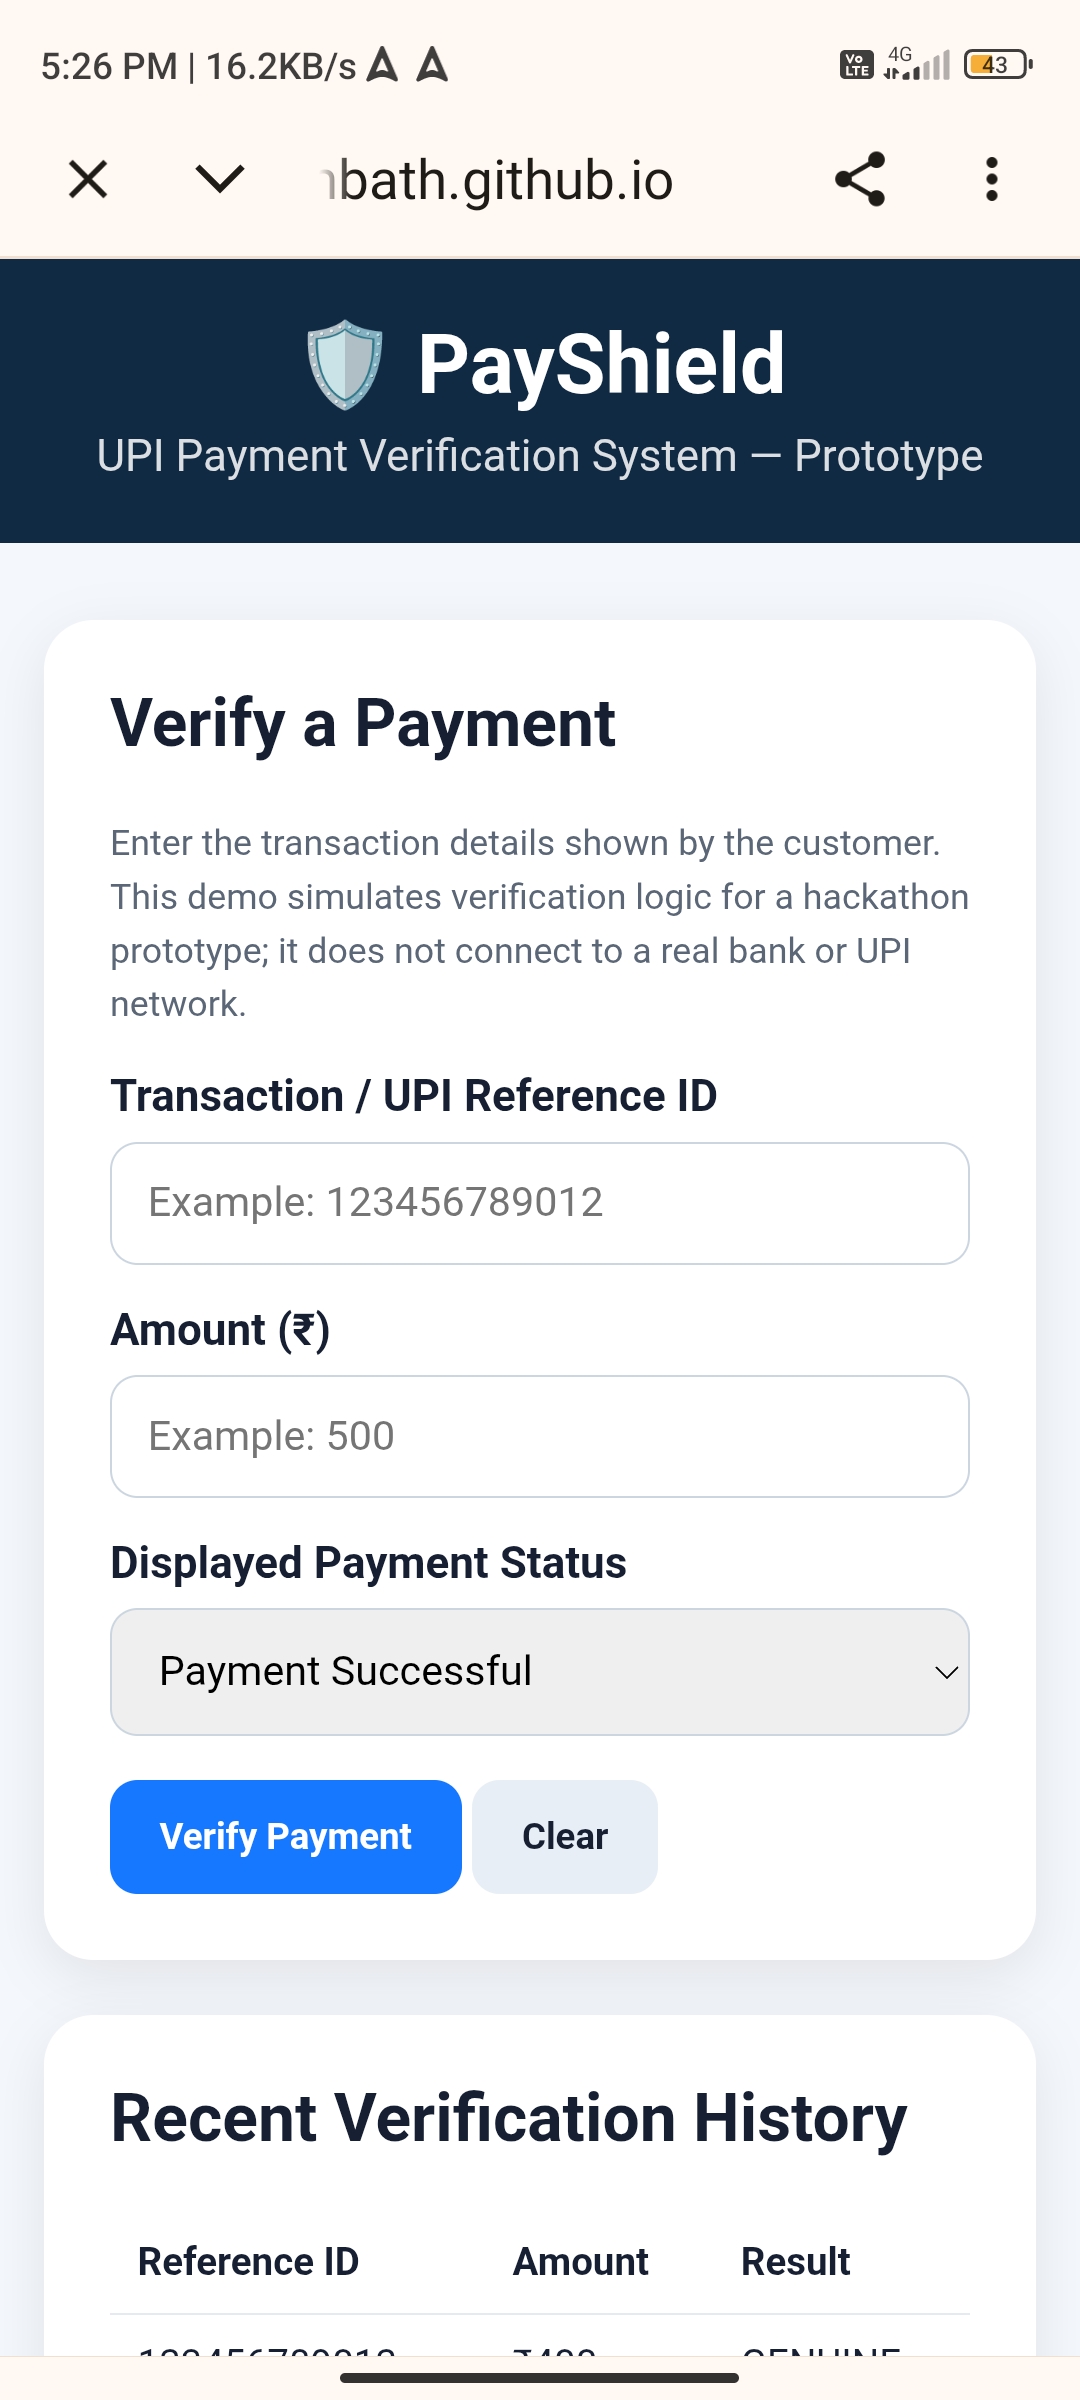 5:26 PM | 16.2KB/s
Vo LTE 4G 43
bath.github.io
PayShield
UPI Payment Verification System — Prototype
Verify a Payment
Enter the transaction details shown by the customer.
This demo simulates verification logic for a hackathon
prototype; it does not connect to a real bank or UPI
network.
Transaction / UPI Reference ID
Example: 123456789012
Amount (₹)
Example: 500
Displayed Payment Status
Payment Successful
Verify Payment Clear
Recent Verification History
Reference ID Amount Result